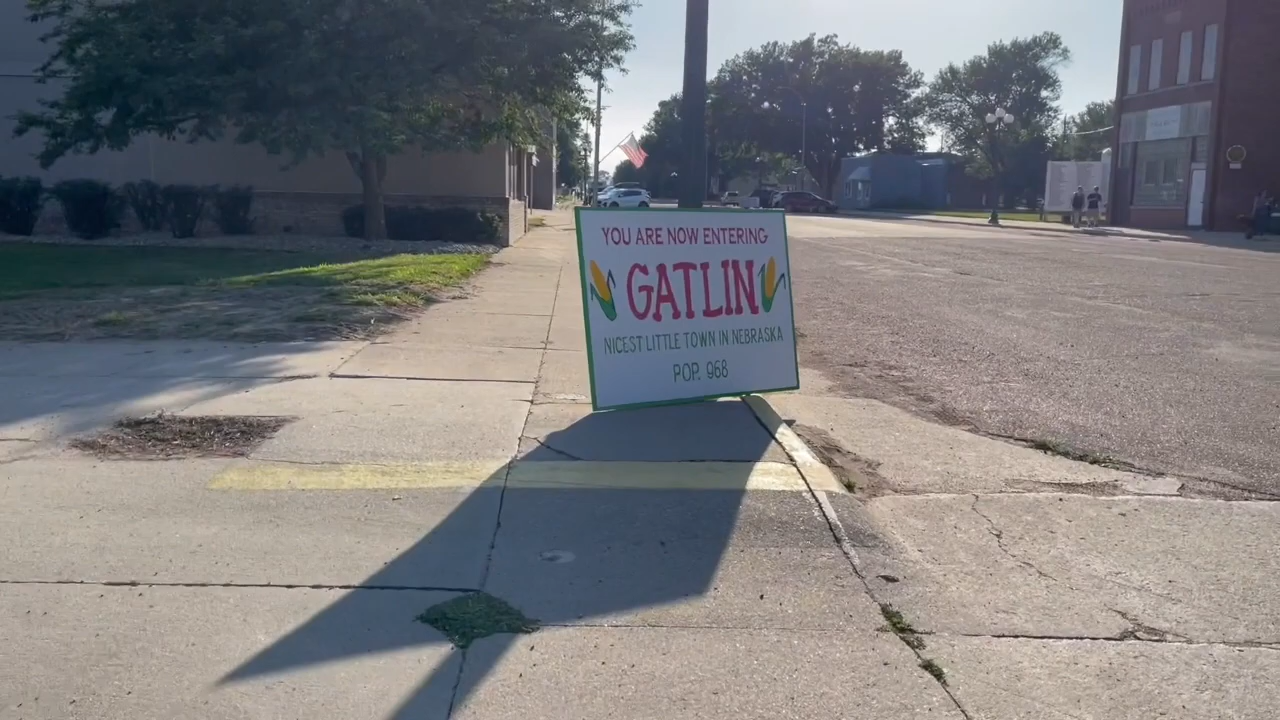 YOU ARE NOW ENTERING
GATLIN
NICEST LITTLE TOWN IN NEBRASKA
POP. 968